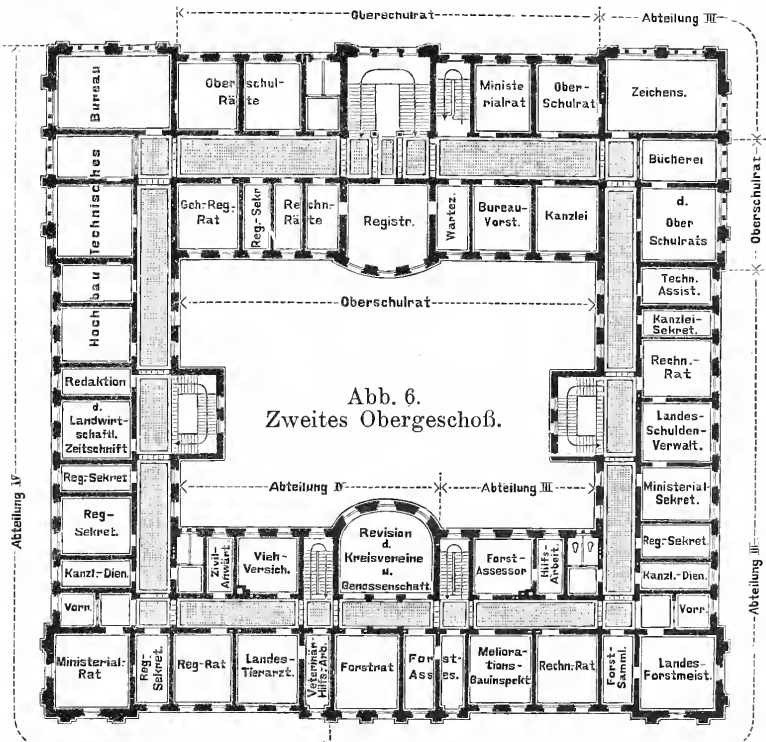 Oberschulrat
Abteilung III
Bureau
Technisches
Hochbau
Ober schul-
Räte
Ministe
rialrat
Ober-
Schulrat
Zeichens.
Bücherei
d.
Ober
Schulrats
Oberschulrat
Geh.-Reg.-
Rat
Reg.-Sekr
Rechn.-
Räte
Registr.
Wartez.
Bureau-
Vorst.
Kanzlei
Oberschulrat
Techn.
Assist.
Kanzlei-
Sekret.
Rechn.-
Rat
Landes-
Schulden-
Verwalt.
Ministerial-
Sekret.
Reg.-Sekret.
Kanzl.-Dien.
Vorr.
Abteilung III
Abb. 6.
Zweites Obergeschoß.
Redaktion
d.
Landwirt-
schaftl.
Zeitschrift
Reg-Sekret
Reg-
Sekret.
Kanzl.-Dien.
Vorr.
Abteilung IV
Abteilung IV
Abteilung III
Zivil-
Anwärt.
Vieh-
Versich.
Revision
d.
Kreisvereine
u.
Genossenschaft.
Forst-
Assessor
Hilfs-
Arbeit.
Ministerial-
Rat
Reg-
Sekret.
Reg-Rat
Landes-
Tierarzt.
Veterinär
Hilfs-Arb.
Forstrat
Forst-
Asses.
Meliora-
tions-
Bauinspekt
Rechn.-Rat
Forst-
Samml.
Landes-
Forstmeist.